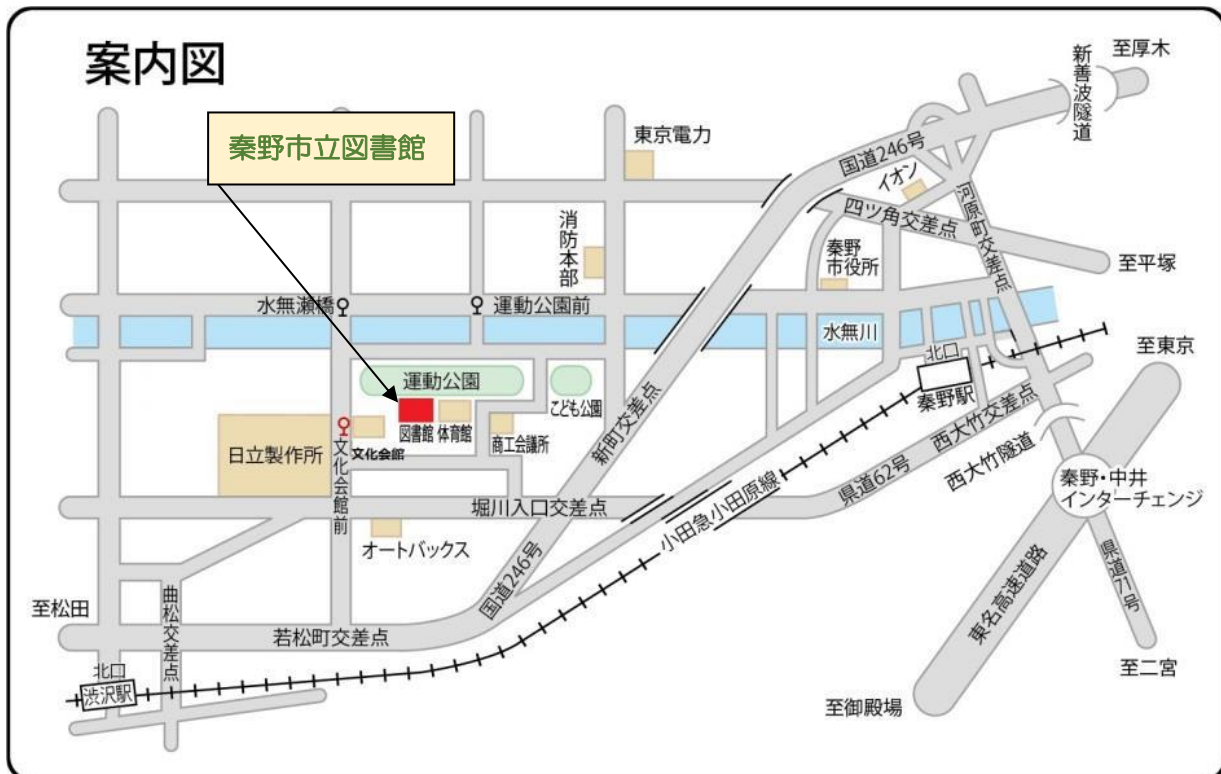 案内図
至厚木
新善波隧道
秦野市立図書館
東京電力
国道246号
イオン
河原町交差点
四ツ角交差点
消防本部
秦野
市役所
至平塚
水無瀬橋
運動公園前
水無川
北口
秦野駅
至東京
運動公園
こども公園
図書館
体育館
商工会議所
文化会館
日立製作所
文化会館前
新町交差点
西大竹交差点
西大竹隧道
県道62号
秦野・中井
インターチェンジ
堀川入口交差点
小田急小田原線
オートバックス
国道246号
東名高速道路
県道71号
至松田
曲松交差点
若松町交差点
北口
渋沢駅
至二宮
至御殿場